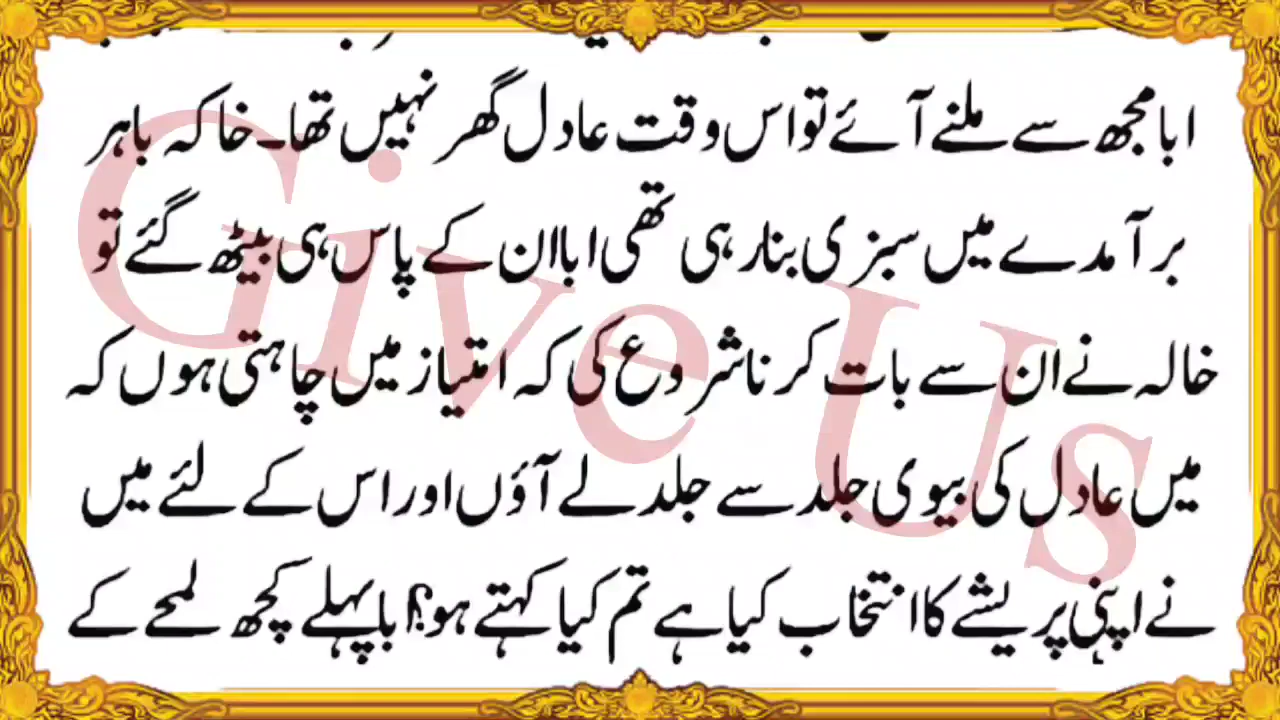 ابا مجھ سے ملنے آئے تو اس وقت عادل گھر نہیں تھا۔ خاکہ باہر
برآمدے میں سبزی بنا رہی تھی ابا ان کے پاس ہی بیٹھ گئے تو
خالہ نے ان سے بات کرنا شروع کی کہ امتیاز میں چاہتی ہوں کہ
میں عادل کی بیوی جلد سے جلد لے آؤں اور اس کے لئے میں
نے اپنی پریشے کا انتخاب کیا ہے تم کیا کہتے ہو؟ ابا پہلے کچھ لمحے کے
Give Us